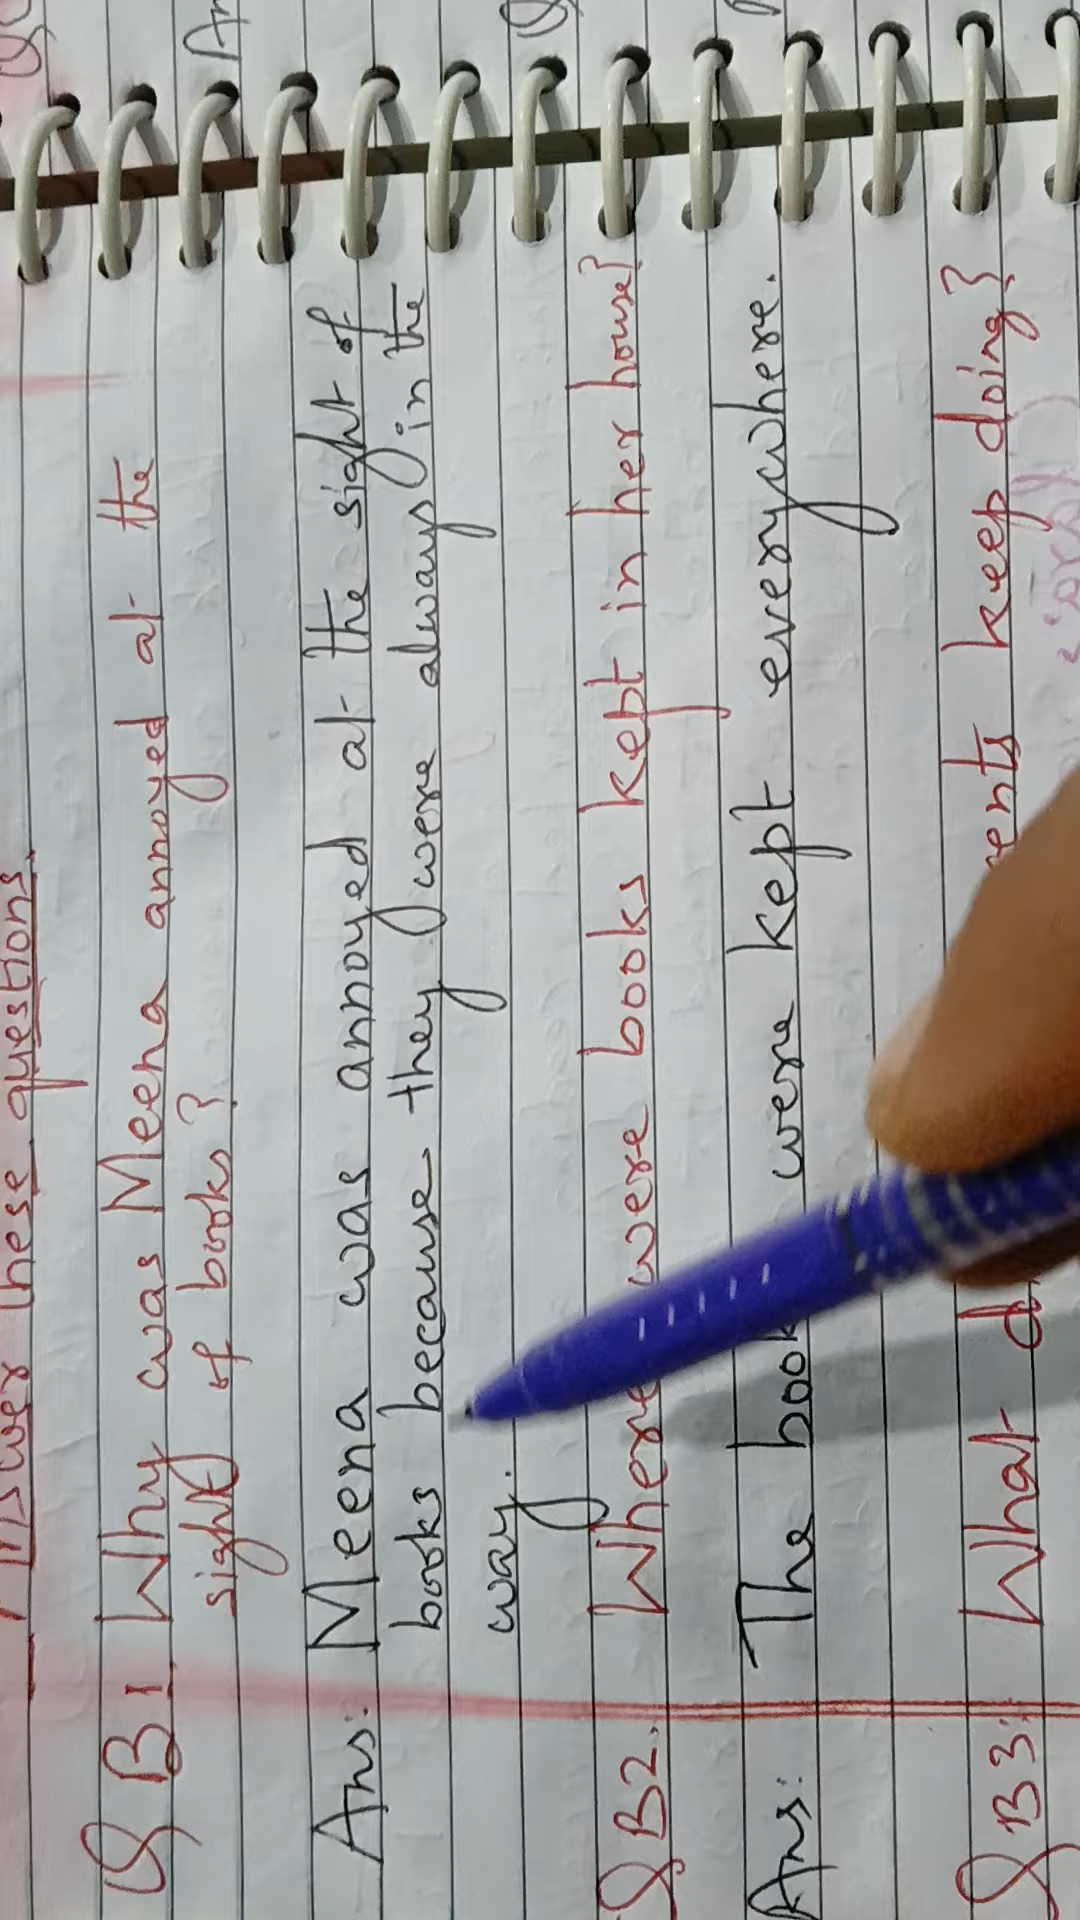 Answer these questions.
Q B1. Why was Meena annoyed at the
sight of books?
Ans: Meena was annoyed at the sight of
books because they were always in the
way.
Q B2. Where were books kept in her house?
Ans: The book were kept everywhere.
Q B3. What keep doing?